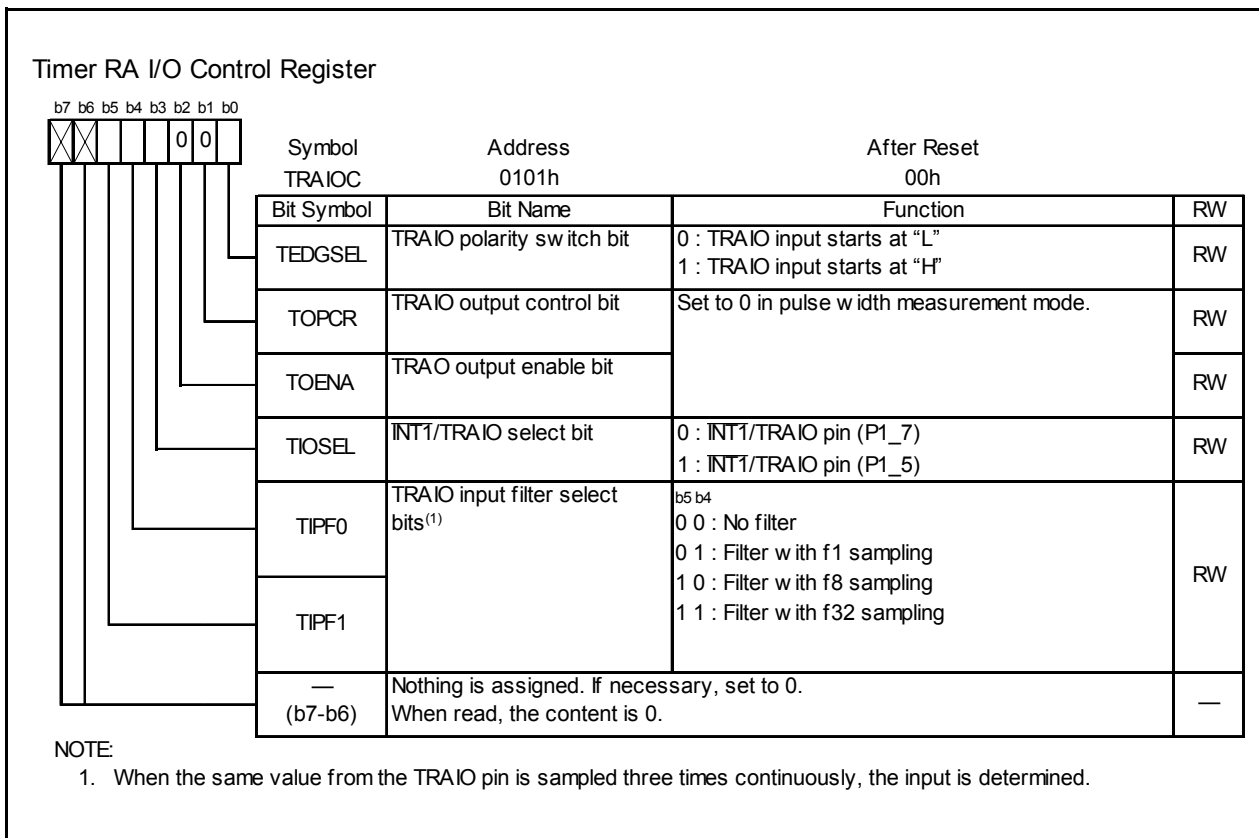 Timer RA I/O Control Register
b7 b6 b5 b4 b3 b2 b1 b0
0 0
Symbol Address After Reset
TRAIOC 0101h 00h
Bit Symbol Bit Name Function RW
TEDGSEL TRAIO polarity switch bit 0 : TRAIO input starts at “L” RW
1 : TRAIO input starts at “H”
TOPCR TRAIO output control bit Set to 0 in pulse width measurement mode. RW
TOENA TRAO output enable bit RW
TIOSEL INT1/TRAIO select bit 0 : INT1/TRAIO pin (P1_7) RW
1 : INT1/TRAIO pin (P1_5)
TIPF0 TRAIO input filter select bits(1) b5 b4
0 0 : No filter
0 1 : Filter with f1 sampling
1 0 : Filter with f8 sampling RW
TIPF1 1 1 : Filter with f32 sampling
— Nothing is assigned. If necessary, set to 0. —
(b7-b6) When read, the content is 0.
NOTE:
1. When the same value from the TRAIO pin is sampled three times continuously, the input is determined.